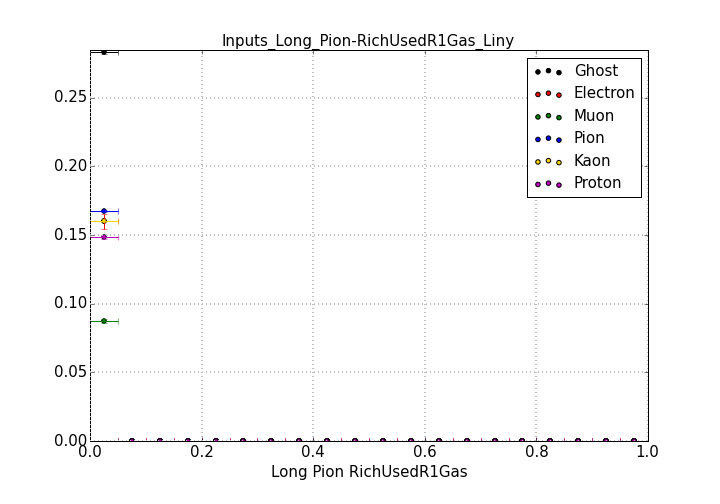 Inputs_Long_Pion-RichUsedR1Gas_Liny
Ghost
Electron
Muon
Pion
Kaon
Proton
0.25
0.20
0.15
0.10
0.05
0.00
0.0 0.2 0.4 0.6 0.8 1.0
Long Pion RichUsedR1Gas